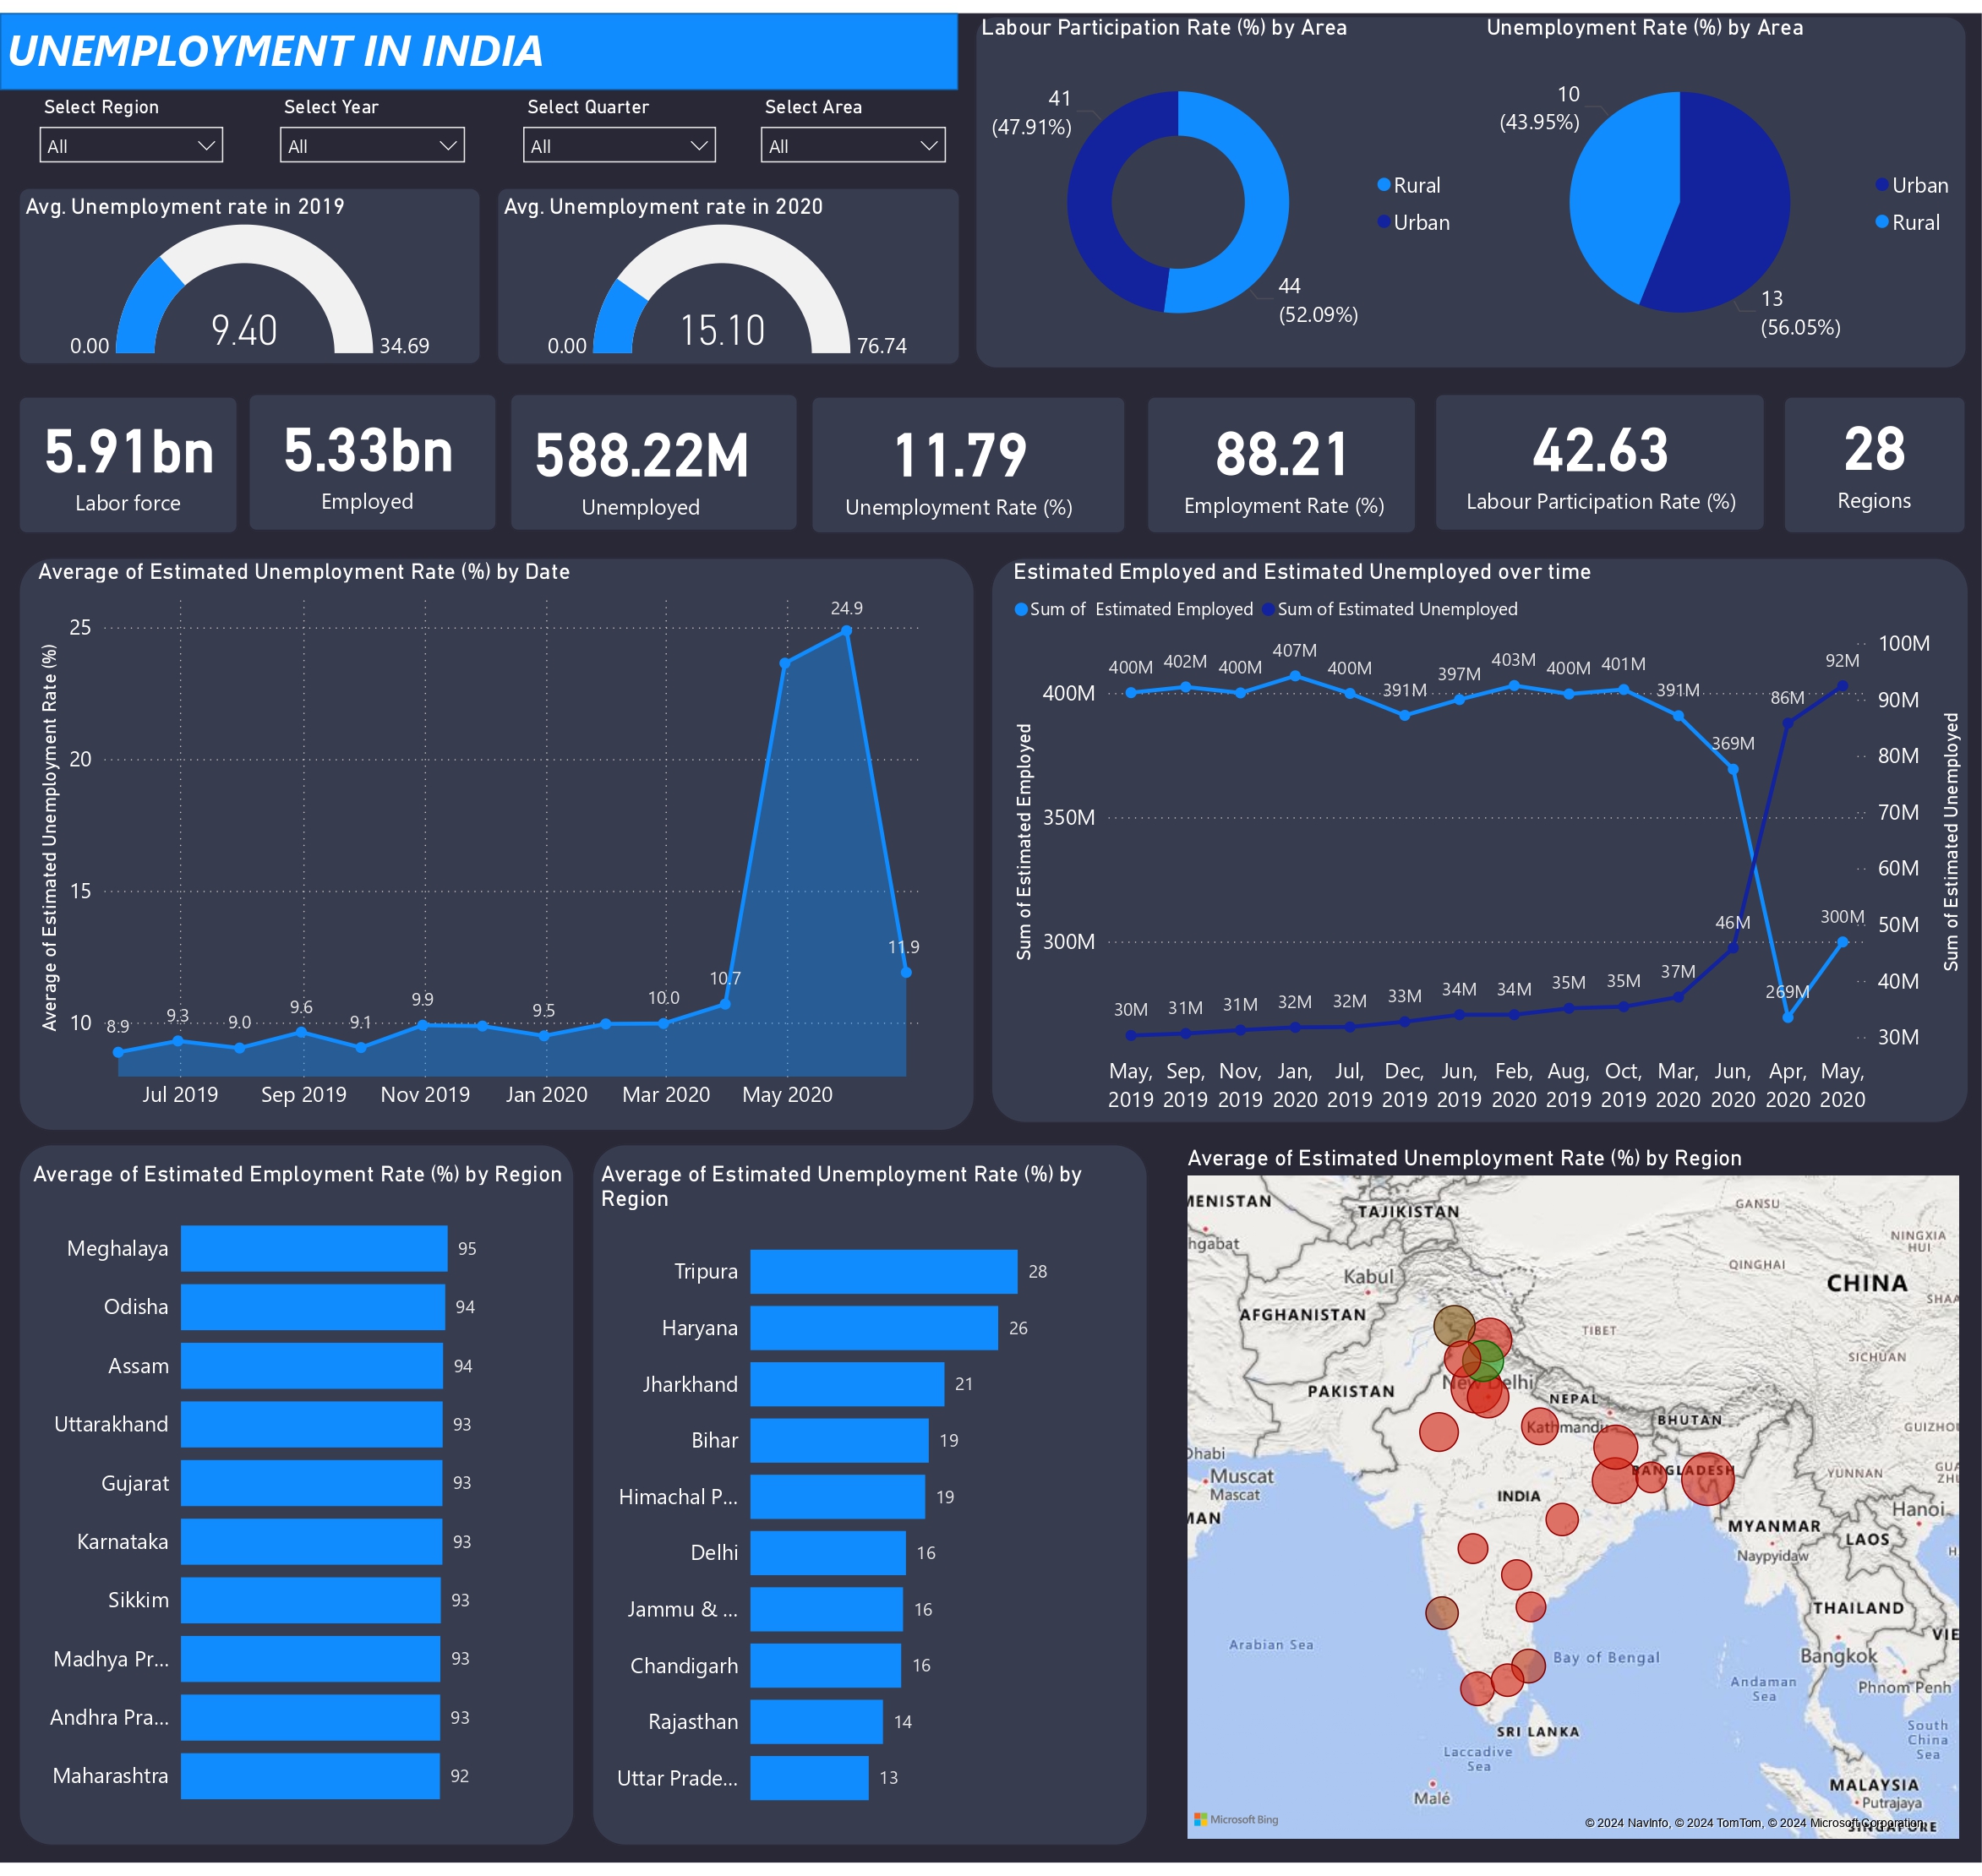 UNEMPLOYMENT IN INDIA
Select Region
Select Year
Select Quarter
Select Area
All
All
All
All
Avg. Unemployment rate in 2019
0.00
9.40
34.69
Avg. Unemployment rate in 2020
0.00
15.10
76.74
Labour Participation Rate (%) by Area
41
(47.91%)
44
(52.09%)
Rural
Urban
Unemployment Rate (%) by Area
10
(43.95%)
13
(56.05%)
Urban
Rural
5.91bn
Labor force
5.33bn
Employed
588.22M
Unemployed
11.79
Unemployment Rate (%)
88.21
Employment Rate (%)
42.63
Labour Participation Rate (%)
28
Regions
Average of Estimated Unemployment Rate (%) by Date
Average of Estimated Unemployment Rate (%)
25
20
15
10
8.9
9.3
9.0
9.6
9.1
9.9
9.5
10.0
10.7
24.9
11.9
Jul 2019
Sep 2019
Nov 2019
Jan 2020
Mar 2020
May 2020
Estimated Employed and Estimated Unemployed over time
Sum of Estimated Employed
Sum of Estimated Unemployed
Sum of Estimated Employed
400M
350M
300M
400M
402M
400M
407M
400M
391M
397M
403M
400M
401M
391M
369M
269M
300M
30M
31M
31M
32M
32M
33M
34M
34M
35M
35M
37M
46M
86M
92M
100M
90M
80M
70M
60M
50M
40M
30M
Sum of Estimated Unemployed
May, 2019
Sep, 2019
Nov, 2019
Jan, 2020
Jul, 2019
Dec, 2019
Jun, 2019
Feb, 2020
Aug, 2019
Oct, 2019
Mar, 2020
Jun, 2020
Apr, 2020
May, 2020
Average of Estimated Employment Rate (%) by Region
Meghalaya 95
Odisha 94
Assam 94
Uttarakhand 93
Gujarat 93
Karnataka 93
Sikkim 93
Madhya Pr... 93
Andhra Pra... 93
Maharashtra 92
Average of Estimated Unemployment Rate (%) by
Region
Tripura 28
Haryana 26
Jharkhand 21
Bihar 19
Himachal P... 19
Delhi 16
Jammu & ... 16
Chandigarh 16
Rajasthan 14
Uttar Prade... 13
Average of Estimated Unemployment Rate (%) by Region
MENISTAN
TAJIKISTAN
GANSU
hgabat
NINGXIA
HUI
Kabul
QINGHAI
CHINA
SHAA
AFGHANISTAN
TIBET
SICHUAN
PAKISTAN
New Delhi
NEPAL
Kathmandu
BHUTAN
GUIZHOU
Dhabi
Muscat
Mascat
BANGLADESH
YUNNAN
GUA
ZHU
INDIA
Hanoi
MAN
MYANMAR
LAOS
H
Naypyidaw
THAILAND
VIE
Arabian Sea
Bay of Bengal
Bangkok
Andaman
Sea
Phnom Penh
SRI LANKA
South
China
Sea
Laccadive
Sea
Malé
MALAYSIA
Putrajaya
SINGAPORE
Microsoft Bing
© 2024 NavInfo, © 2024 TomTom, © 2024 Microsoft Corporation